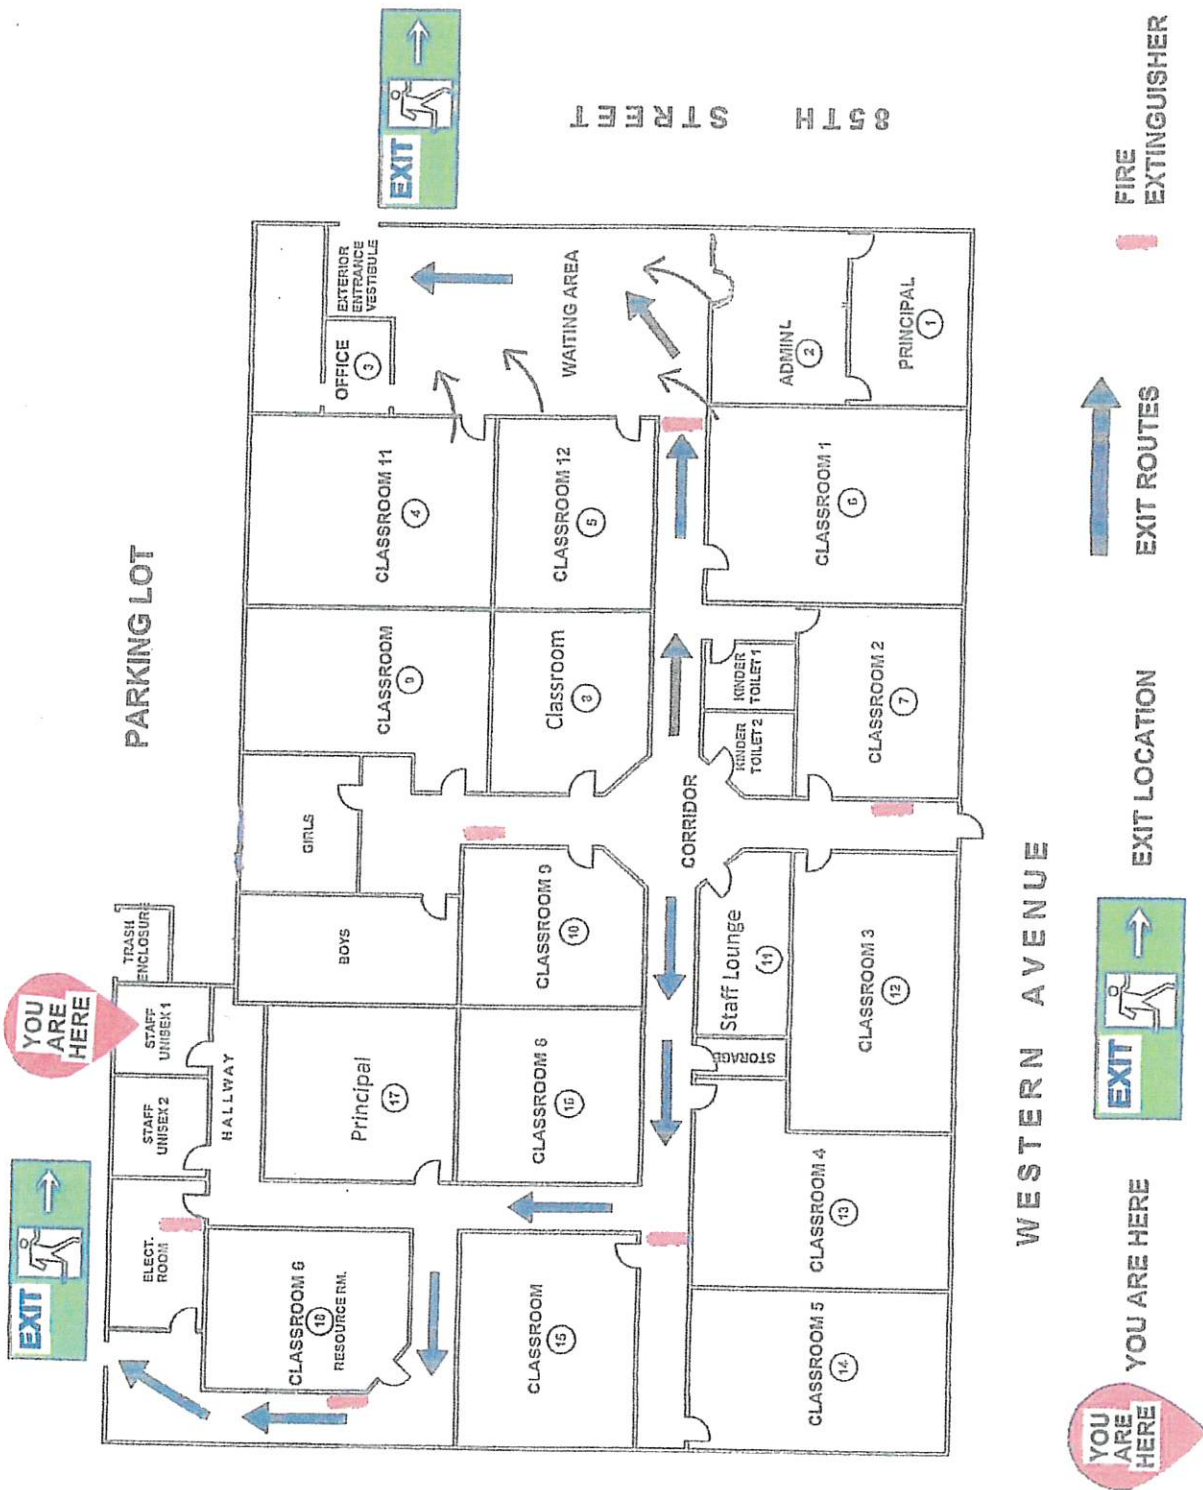 EXIT
YOU
ARE
HERE
ELECT.
ROOM
STAFF
UNISEX 2
STAFF
UNISEX 1
TRASH
ENCLOSURE
PARKING LOT
HALLWAY
CLASSROOM 6
18
RESOURCE RM.
Principal
17
BOYS
GIRLS
CLASSROOM
9
CLASSROOM 11
4
OFFICE
3
EXTERIOR
ENTRANCE
VESTIBULE
EXIT
CLASSROOM
15
CLASSROOM 8
16
CLASSROOM 9
10
Classroom
8
CLASSROOM 12
5
WAITING AREA
85TH STREET
CORRIDOR
STORAGE
Staff Lounge
11
KINDER
TOILET 2
KINDER
TOILET 1
ADMIN\
2
CLASSROOM 5
14
CLASSROOM 4
13
CLASSROOM 3
12
CLASSROOM 2
7
CLASSROOM 1
6
PRINCIPAL
1
WESTERN AVENUE
YOU
ARE
HERE
YOU ARE HERE
EXIT
EXIT LOCATION
EXIT ROUTES
FIRE
EXTINGUISHER